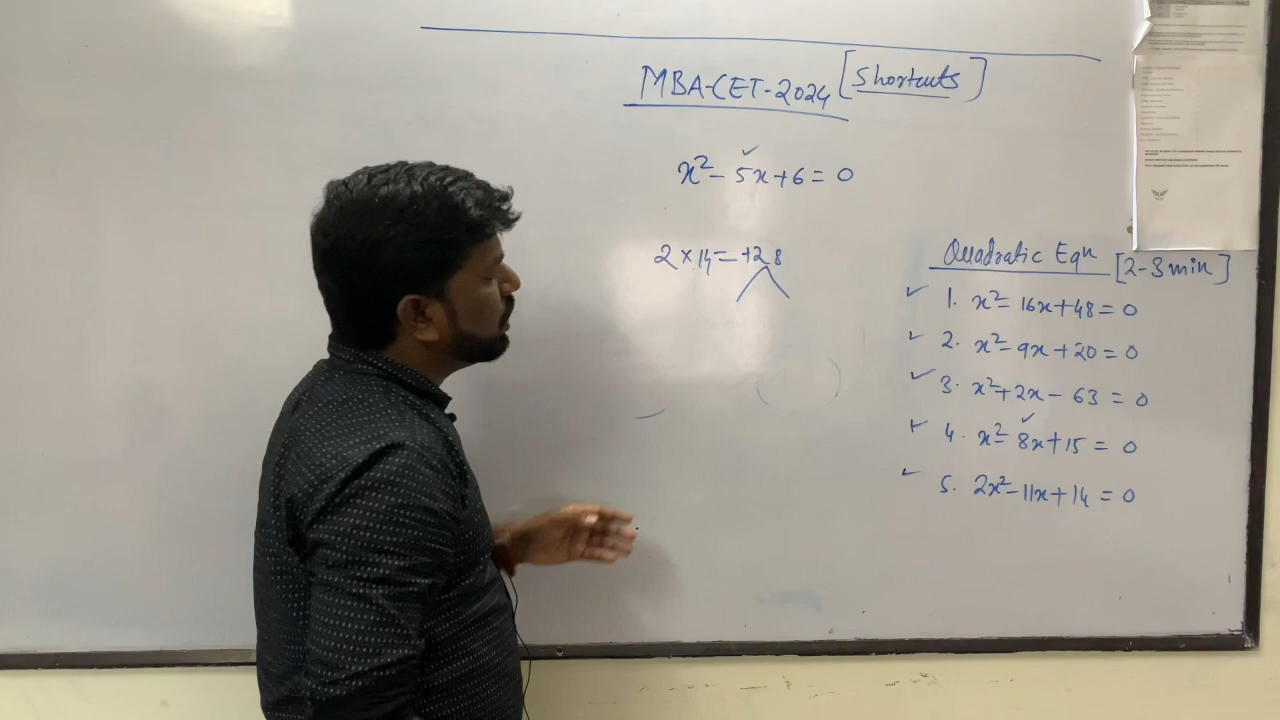 MBA-CET-2024 [Shortcuts]
x² - 5x + 6 = 0
2 × 14 = +28
Quadratic Eqn [2-3min]
1. x² - 16x + 48 = 0
2. x² - 9x + 20 = 0
3. x² + 2x - 63 = 0
4. x² - 8x + 15 = 0
5. 2x² - 11x + 14 = 0